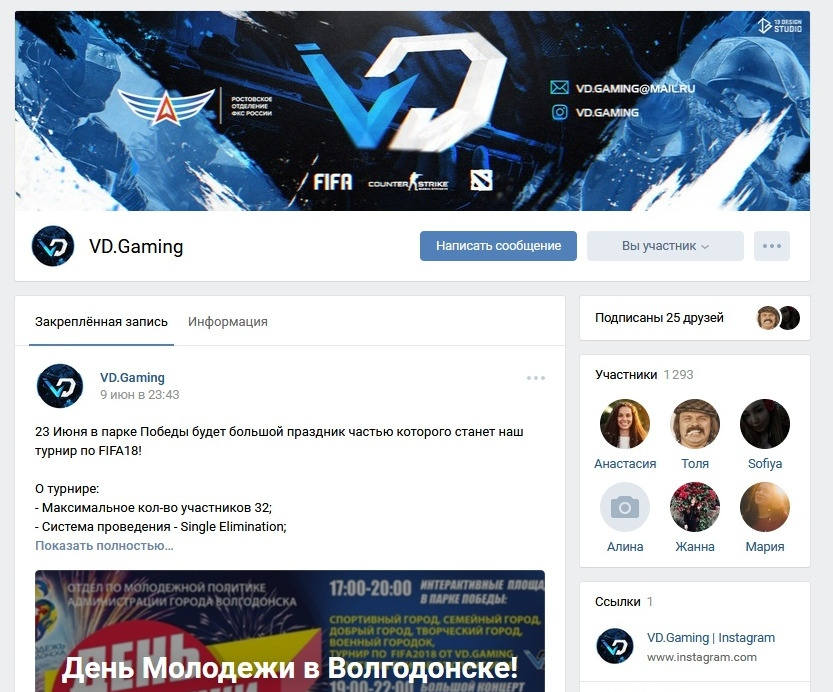 13 DESIGN
STUDIO
РОСТОВСКОЕ
ОТДЕЛЕНИЕ
ФКС РОССИИ
VD
VD.GAMING@MAIL.RU
VD.GAMING
FIFA
COUNTER STRIKE
VD.Gaming
Написать сообщение
Вы участник
Закреплённая запись
Информация
VD.Gaming
9 июн в 23:43
23 Июня в парке Победы будет большой праздник частью которого станет наш
турнир по FIFA18!
О турнире:
- Максимальное кол-во участников 32;
- Система проведения - Single Elimination;
Показать полностью...
ОТДЕЛ ПО МОЛОДЕЖНОЙ ПОЛИТИКЕ
АДМИНИСТРАЦИИ ГОРОДА ВОЛГОДОНСКА
17:00-20:00 ИНТЕРАКТИВНЫЕ ПЛОЩА
В ПАРКЕ ПОБЕДЫ:
СПОРТИВНЫЙ ГОРОД, СЕМЕЙНЫЙ ГОРОД,
ДОБРЫЙ ГОРОД, ТВОРЧЕСКИЙ ГОРОД,
ВОЕННЫЙ ГОРОДОК,
ТУРНИР ПО FIFA2018 ОТ VD.GAMING
19:00-22:00 БОЛЬШОЙ КОНЦЕРТ
ДЕНЬ
День Молодежи в Волгодонске!
Подписаны 25 друзей
Участники 1 293
Анастасия
Толя
Sofiya
Алина
Жанна
Мария
Ссылки 1
VD.Gaming | Instagram
www.instagram.com